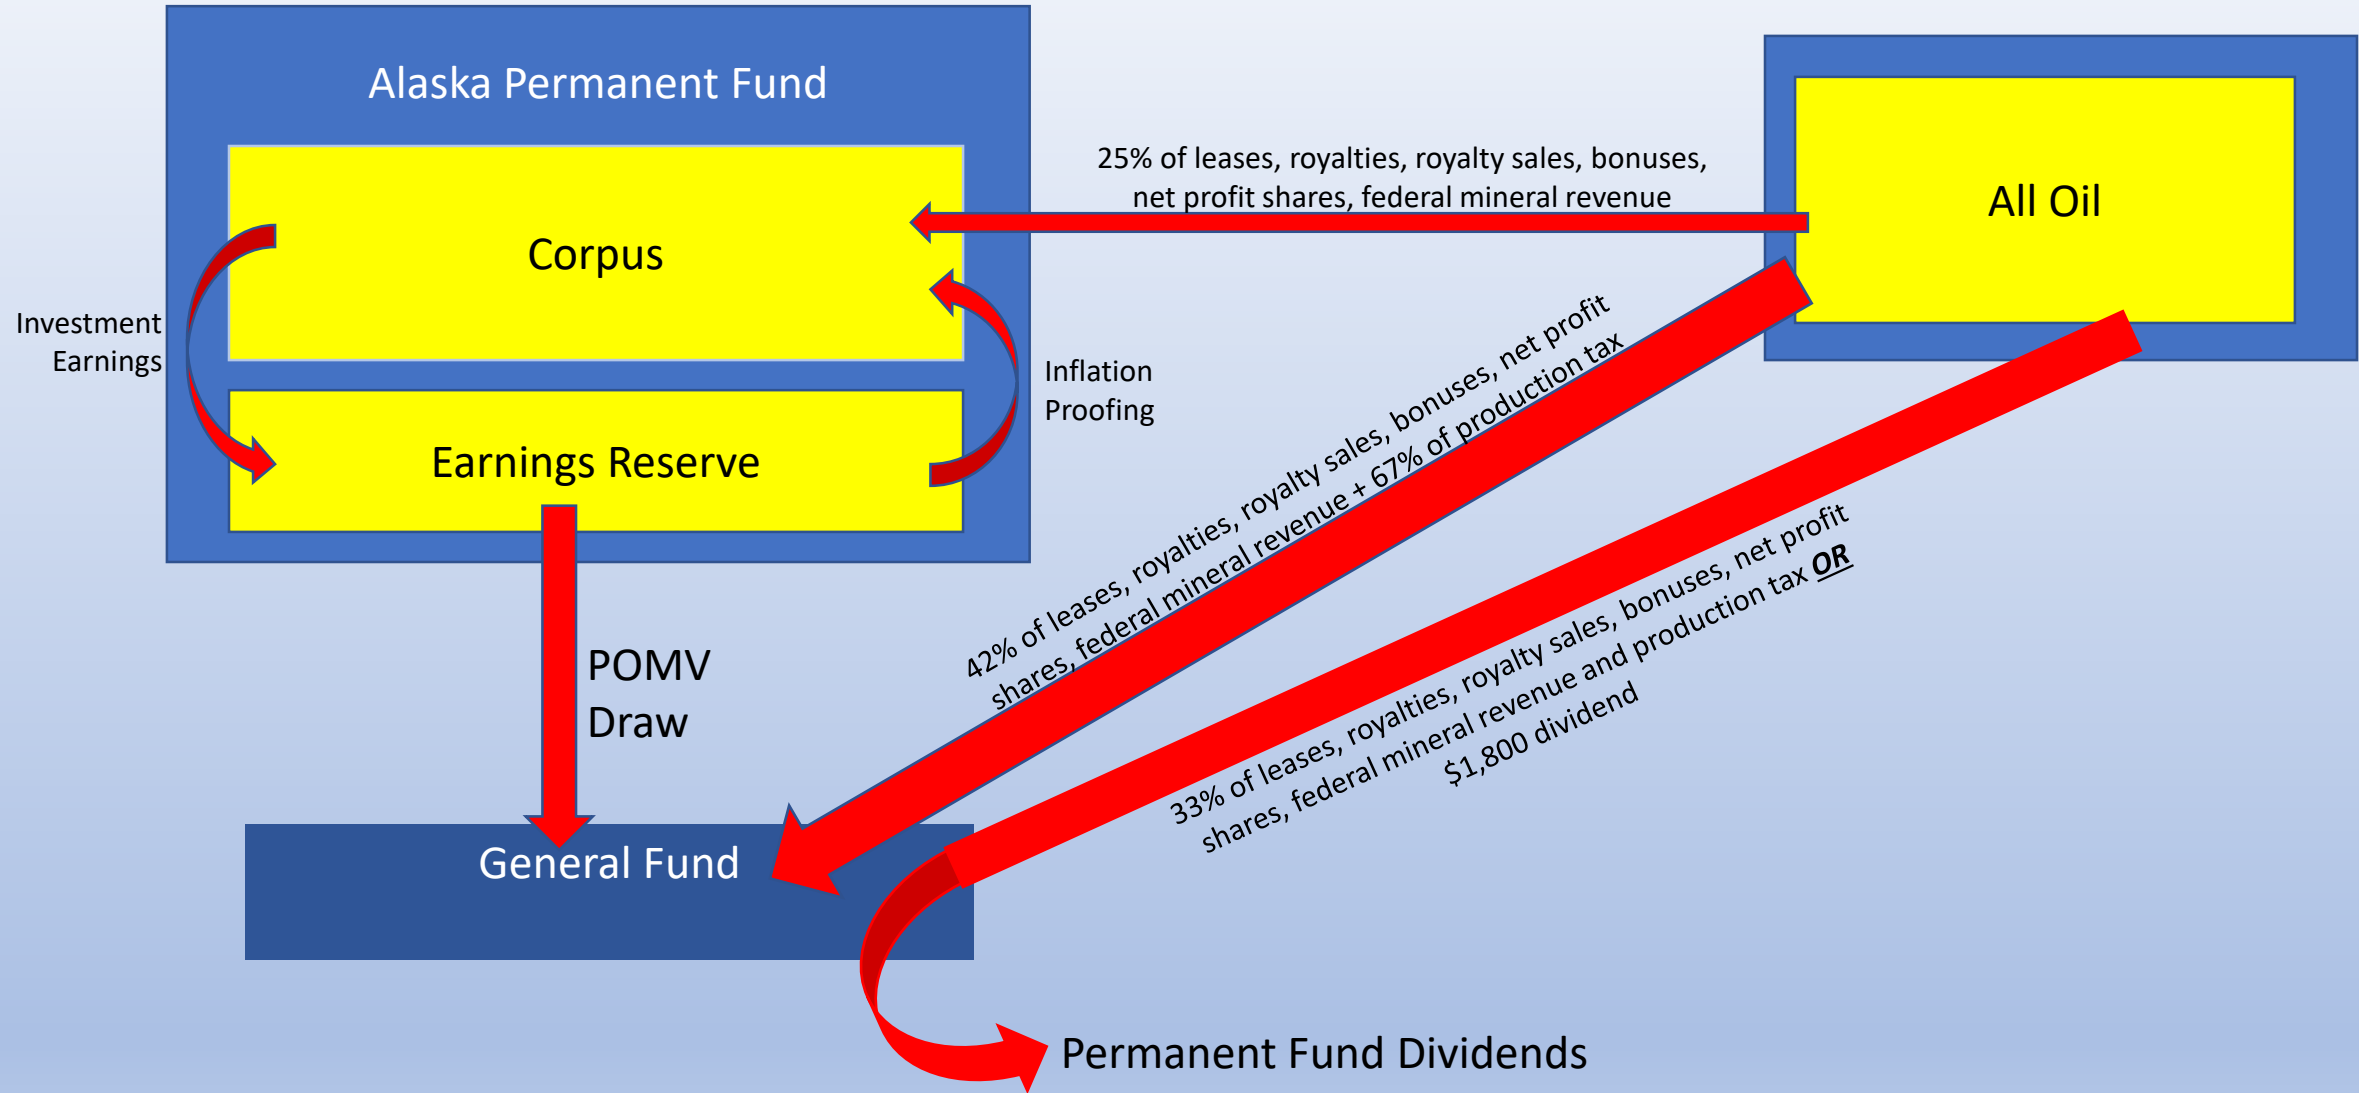 Alaska Permanent Fund
Corpus
Earnings Reserve
Investment
Earnings
Inflation
Proofing
25% of leases, royalties, royalty sales, bonuses,
net profit shares, federal mineral revenue
All Oil
42% of leases, royalties, royalty sales, bonuses, net profit
shares, federal mineral revenue + 67% of production tax
33% of leases, royalties, royalty sales, bonuses, net profit
shares, federal mineral revenue and production tax OR
$1,800 dividend
POMV
Draw
General Fund
Permanent Fund Dividends